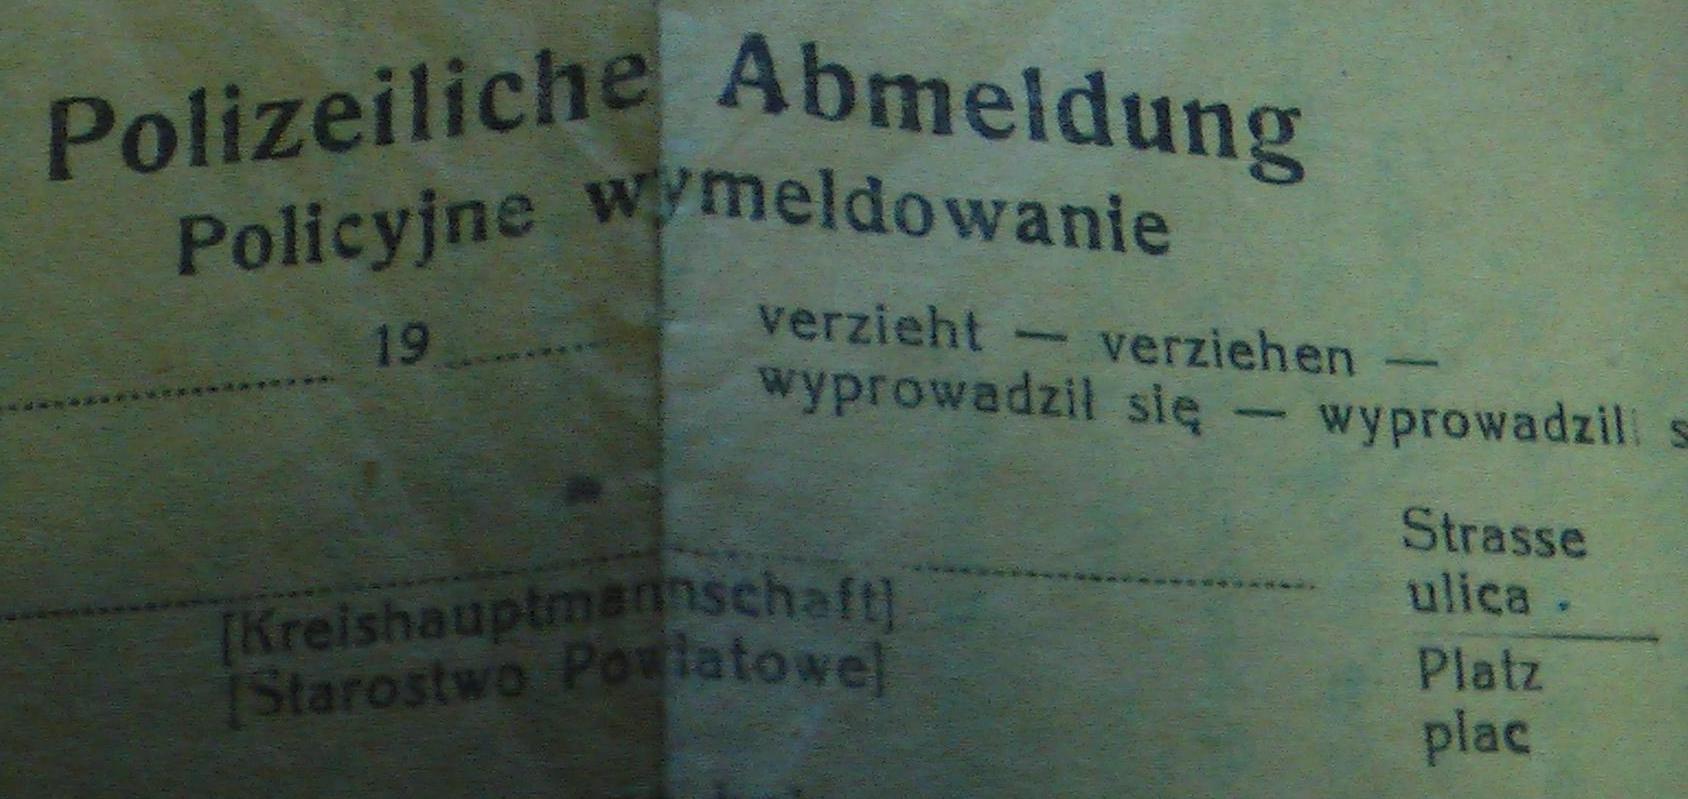 Polizeiliche Abmeldung
Policyjne wymeldowanie
19
verzieht — verziehen —
wyprowadził się — wyprowadzili s
Strasse
ulica
[Kreishauptmannschaft]
[Starostwo Powiatowe]
Platz
plac